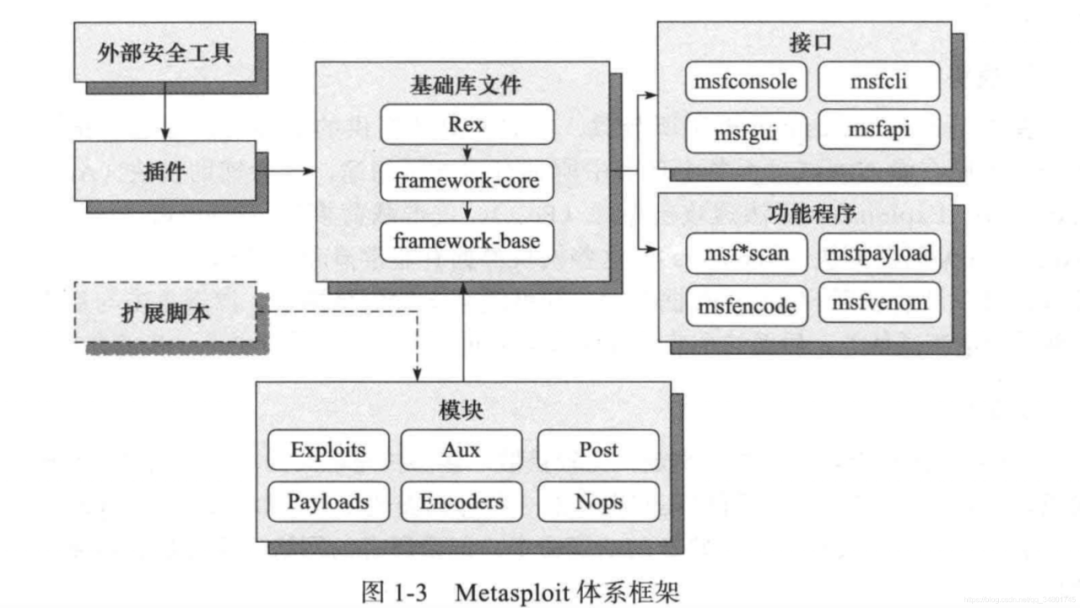 外部安全工具
插件
扩展脚本
基础库文件
Rex
framework-core
framework-base
接口
msfconsole
msfcli
msfgui
msfapi
功能程序
msf*scan
msfpayload
msfencode
msfvenom
模块
Exploits
Aux
Post
Payloads
Encoders
Nops
图 1-3 Metasploit 体系框架